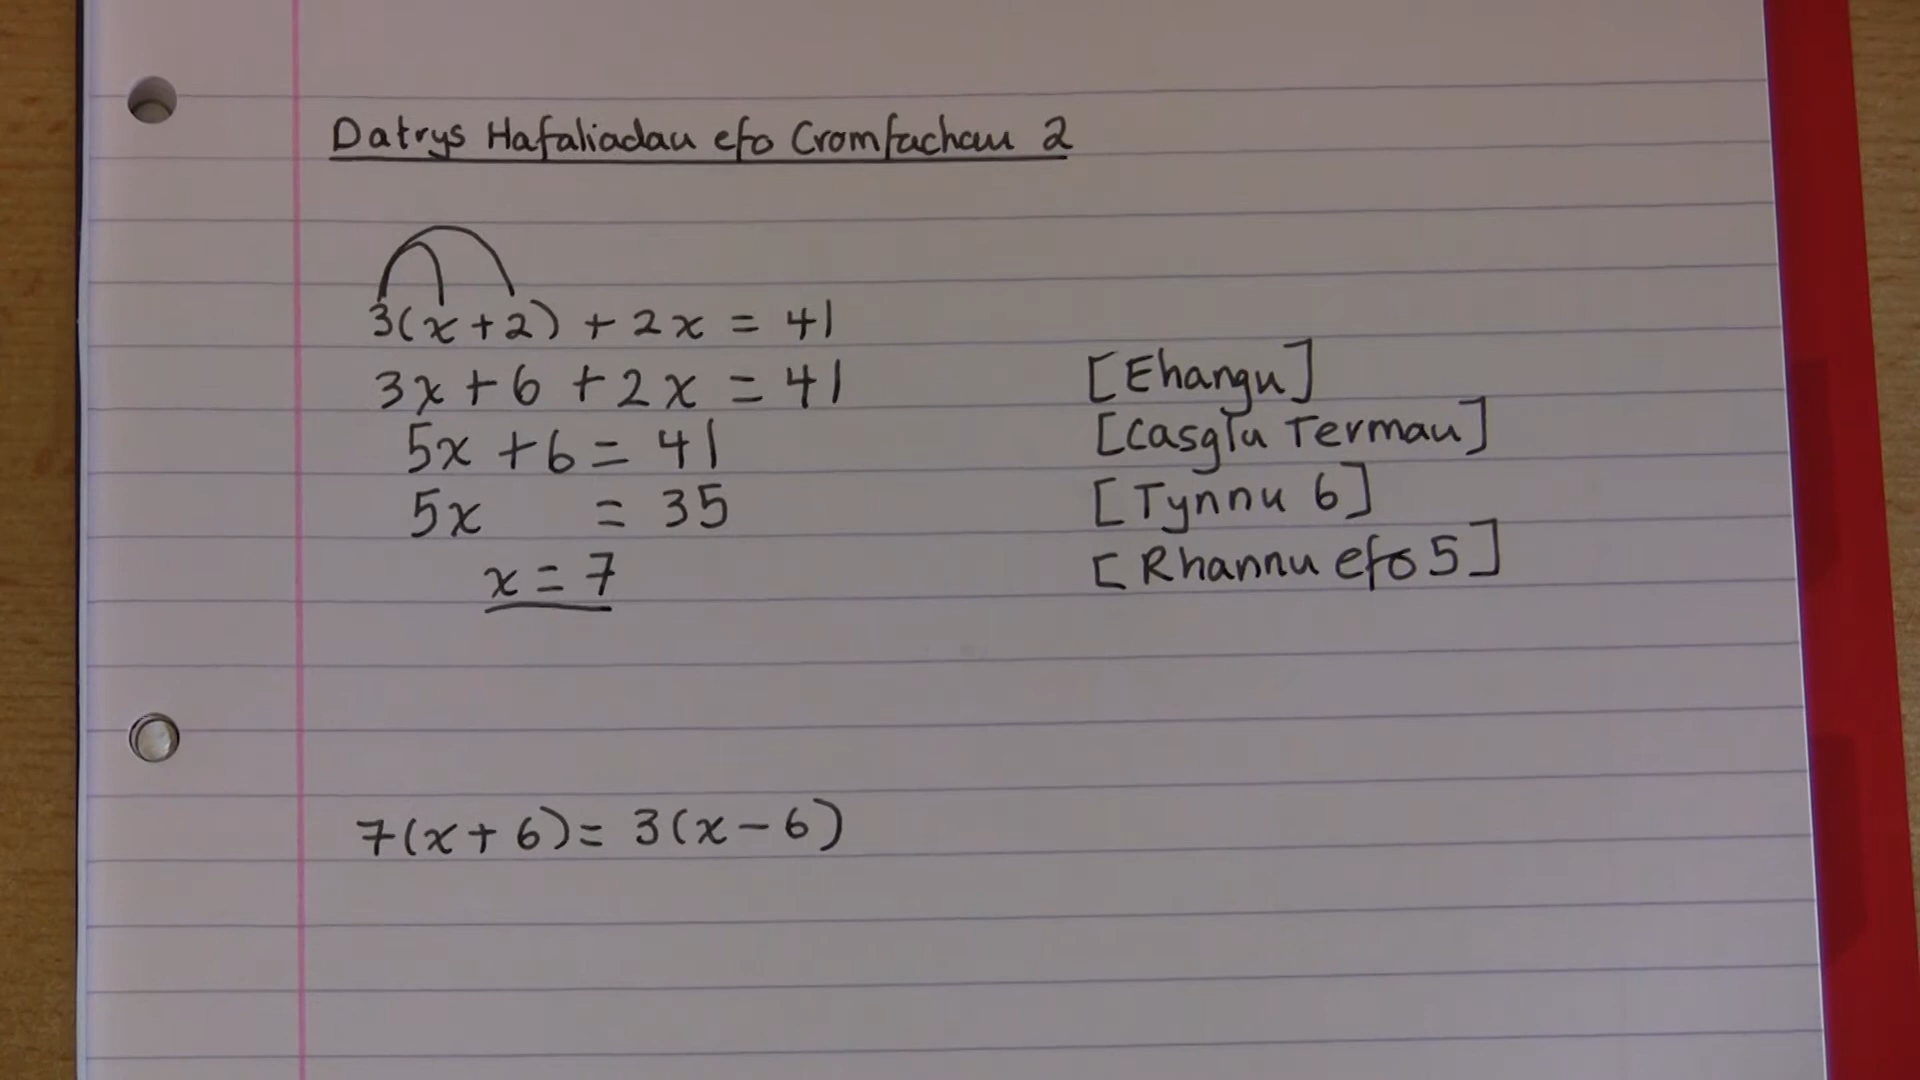 Datrys Hafaliadau efo Cromfachau 2
3(x+2) + 2x = 41
3x + 6 + 2x = 41 [Ehangu]
5x + 6 = 41 [Casglu Termau]
5x = 35 [Tynnu 6]
x = 7 [Rhannu efo 5]
7(x+6) = 3(x-6)